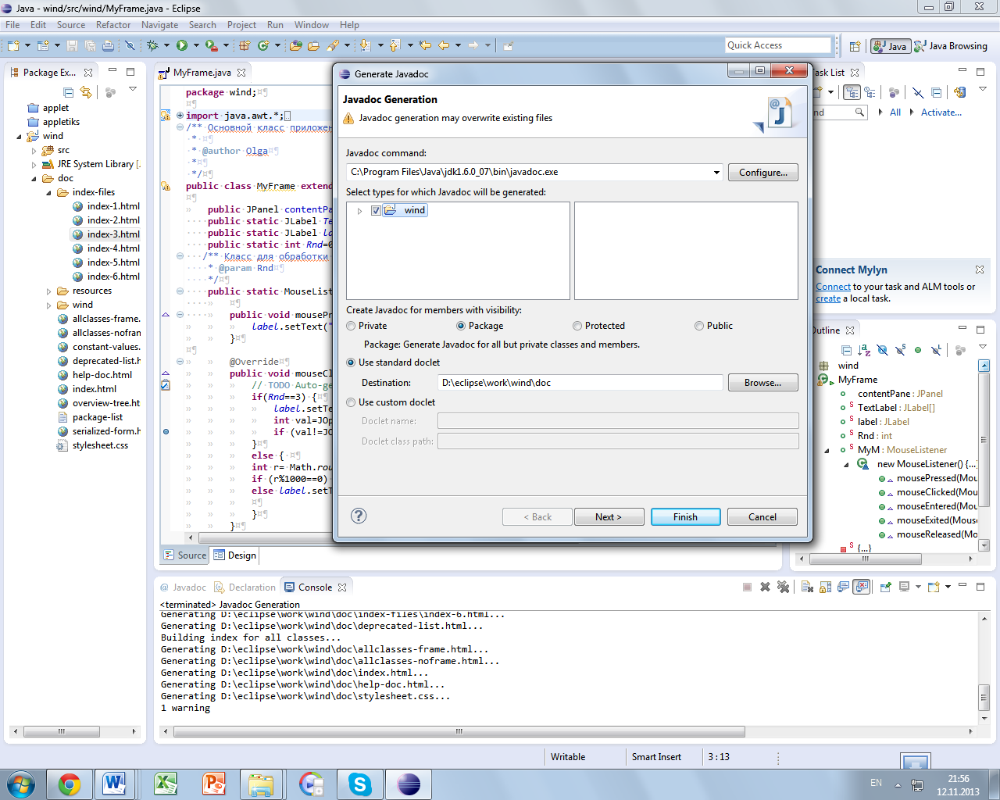 Java - wind/src/wind/MyFrame.java - Eclipse
File Edit Source Refactor Navigate Search Project Run Window Help
Quick Access
Java
Java Browsing
Package Ex...
applet
appletiks
wind
src
JRE System Library [
doc
index-files
index-1.html
index-2.html
index-3.html
index-4.html
index-5.html
index-6.html
resources
wind
allclasses-frame.
allclasses-nofram
constant-values.
deprecated-list.h
help-doc.html
index.html
overview-tree.ht
package-list
serialized-form.h
stylesheet.css
MyFrame.java
package wind;
import java.awt.*;
/** Основной класс приложен
*
* @author Olga
*
*/
public class MyFrame extend
public JPanel contentPa
public static JLabel Te
public static JLabel la
public static int Rnd=0
/** Класс для обработки
* @param Rnd
*/
public static MouseList
public void mousePr
label.setText("
}
@Override
public void mouseCl
// TODO Auto-ge
if(Rnd==3) {
label.setTe
int val=JOp
if (val!=JO
}
else {
int r= Math.rou
if (r%1000==0)
else label.setT
}
}
Source
Design
Generate Javadoc
Javadoc Generation
Javadoc generation may overwrite existing files
Javadoc command:
C:\Program Files\Java\jdk1.6.0_07\bin\javadoc.exe
Configure...
Select types for which Javadoc will be generated:
wind
Create Javadoc for members with visibility:
Private
Package
Protected
Public
Package: Generate Javadoc for all but private classes and members.
Use standard doclet
Destination:
D:\eclipse\work\wind\doc
Browse...
Use custom doclet
Doclet name:
Doclet class path:
< Back
Next >
Finish
Cancel
ask List
nd
All
Activate...
Connect Mylyn
Connect to your task and ALM tools or
create a local task.
Outline
wind
MyFrame
contentPane : JPanel
S TextLabel : JLabel[]
S label : JLabel
S Rnd : int
S MyM : MouseListener
new MouseListener() {...}
mousePressed(Mou
mouseClicked(Mou
mouseEntered(Mou
mouseExited(Mouse
mouseReleased(Mo
S {...}
@ Javadoc
Declaration
Console
<terminated> Javadoc Generation
Generating D:\eclipse\work\wind\doc\index-files\index-6.html...
Generating D:\eclipse\work\wind\doc\deprecated-list.html...
Building index for all classes...
Generating D:\eclipse\work\wind\doc\allclasses-frame.html...
Generating D:\eclipse\work\wind\doc\allclasses-noframe.html...
Generating D:\eclipse\work\wind\doc\index.html...
Generating D:\eclipse\work\wind\doc\help-doc.html...
Generating D:\eclipse\work\wind\doc\stylesheet.css...
1 warning
Writable
Smart Insert
3 : 13
EN
21:56
12.11.2013